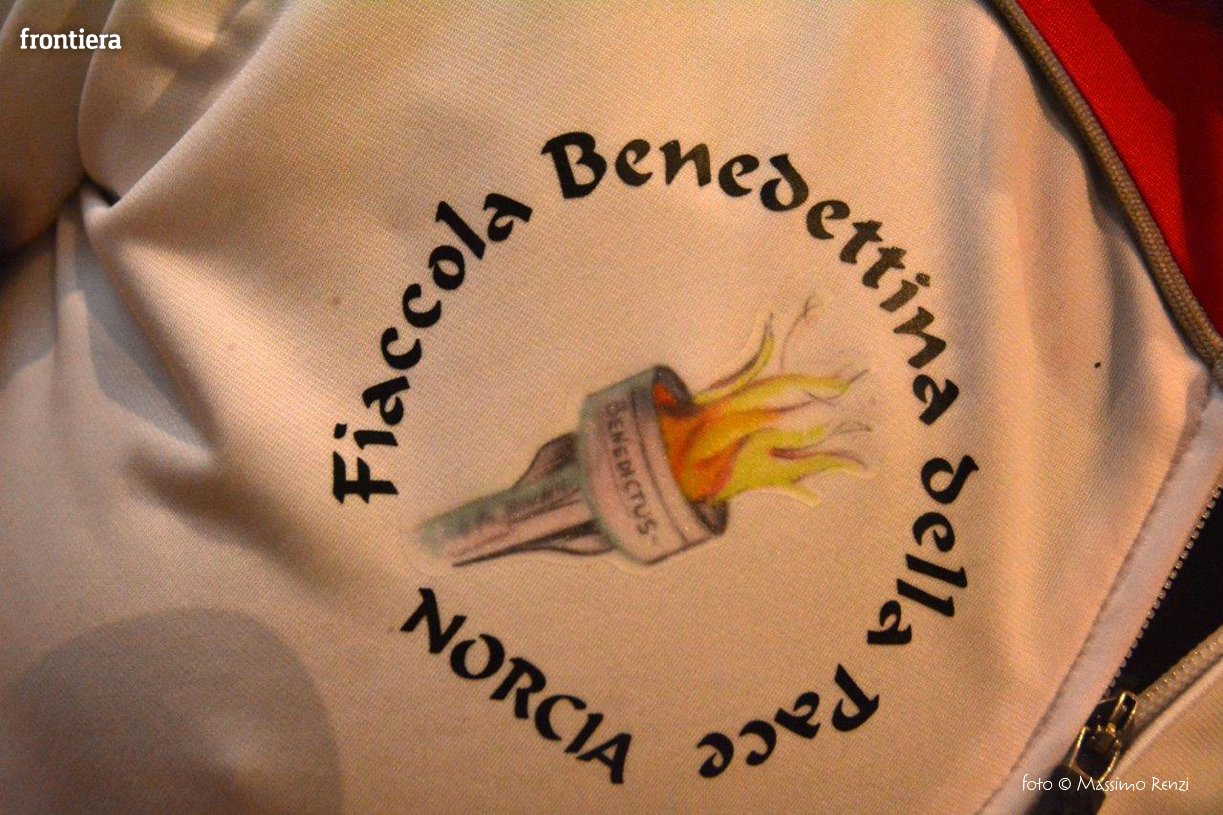 frontiera
Fiaccola Benedettina della Pace
BENEDICTUS
NORCIA
foto © Massimo Renzi